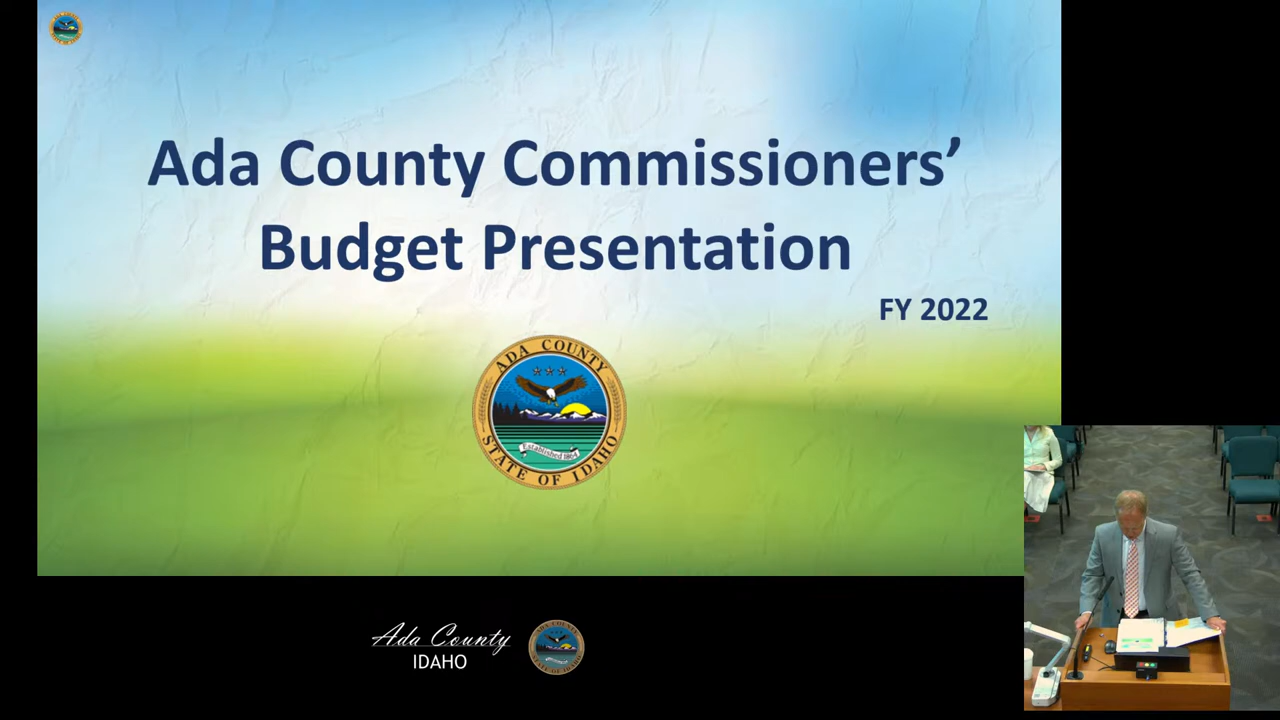 Ada County Commissioners’
Budget Presentation
FY 2022
ADA COUNTY
Established 1864
STATE OF IDAHO
Ada County
IDAHO